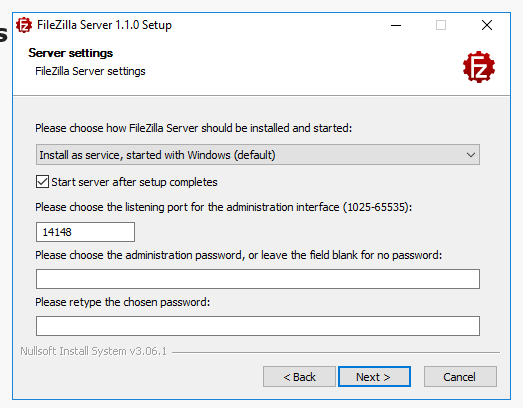 s
FileZilla Server 1.1.0 Setup
Server settings
FileZilla Server settings
FZ
Please choose how FileZilla Server should be installed and started:
Install as service, started with Windows (default)
Start server after setup completes
Please choose the listening port for the administration interface (1025-65535):
14148
Please choose the administration password, or leave the field blank for no password:
Please retype the chosen password:
Nullsoft Install System v3.06.1
< Back
Next >
Cancel